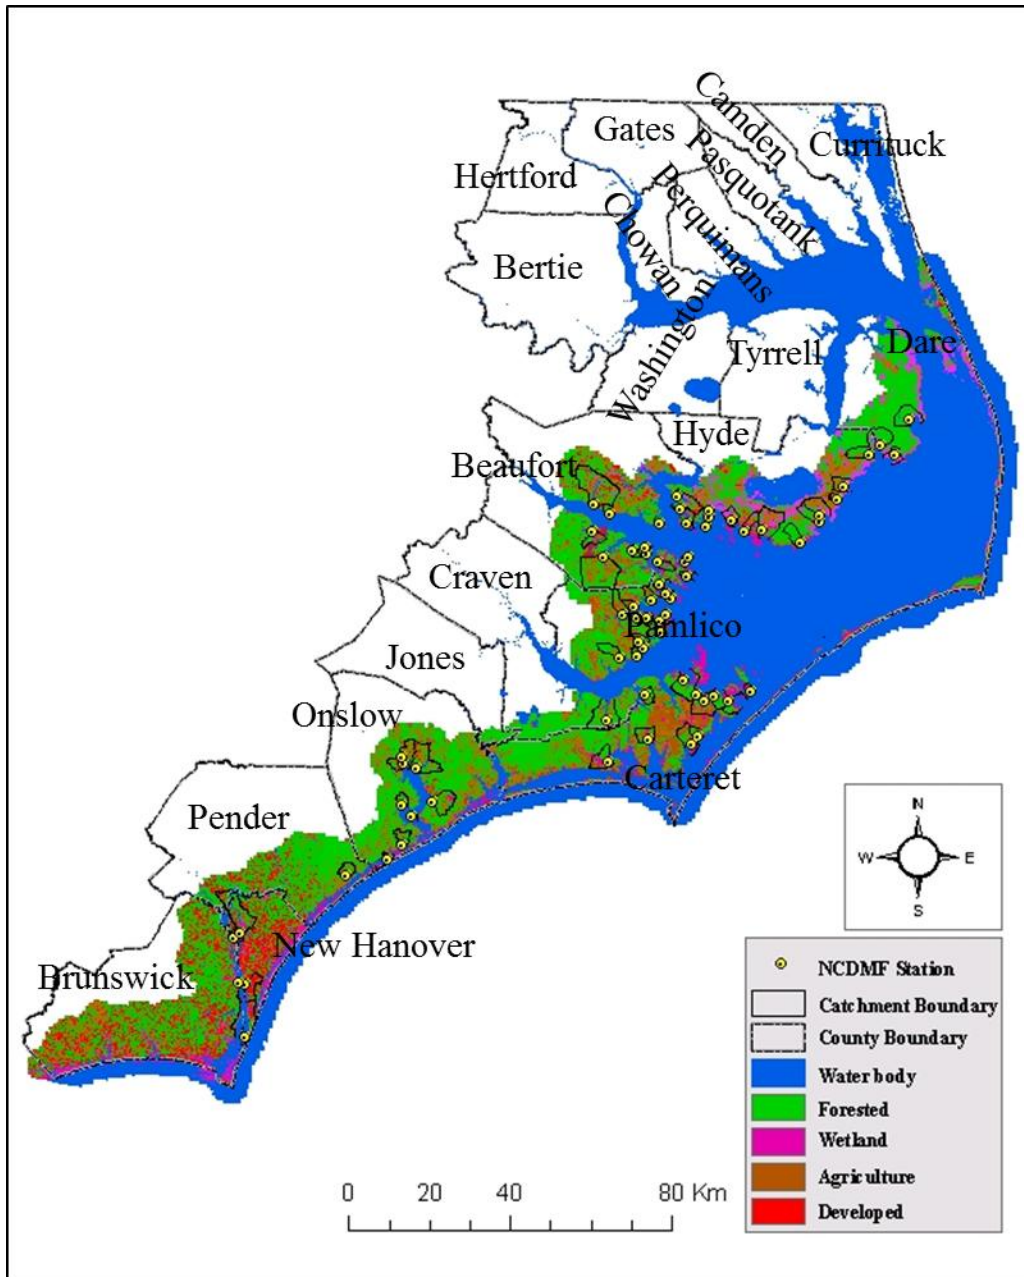 Camden
Gates
Currituck
Pasquotank
Hertford
Perquimans
Chowan
Bertie
Washington
Tyrrell
Dare
Hyde
Beaufort
Craven
Pamlico
Jones
Onslow
Carteret
Pender
New Hanover
Brunswick
N
W E
S
NCDMF Station
Catchment Boundary
County Boundary
Water body
Forested
Wetland
Agriculture
Developed
0 20 40 80 Km